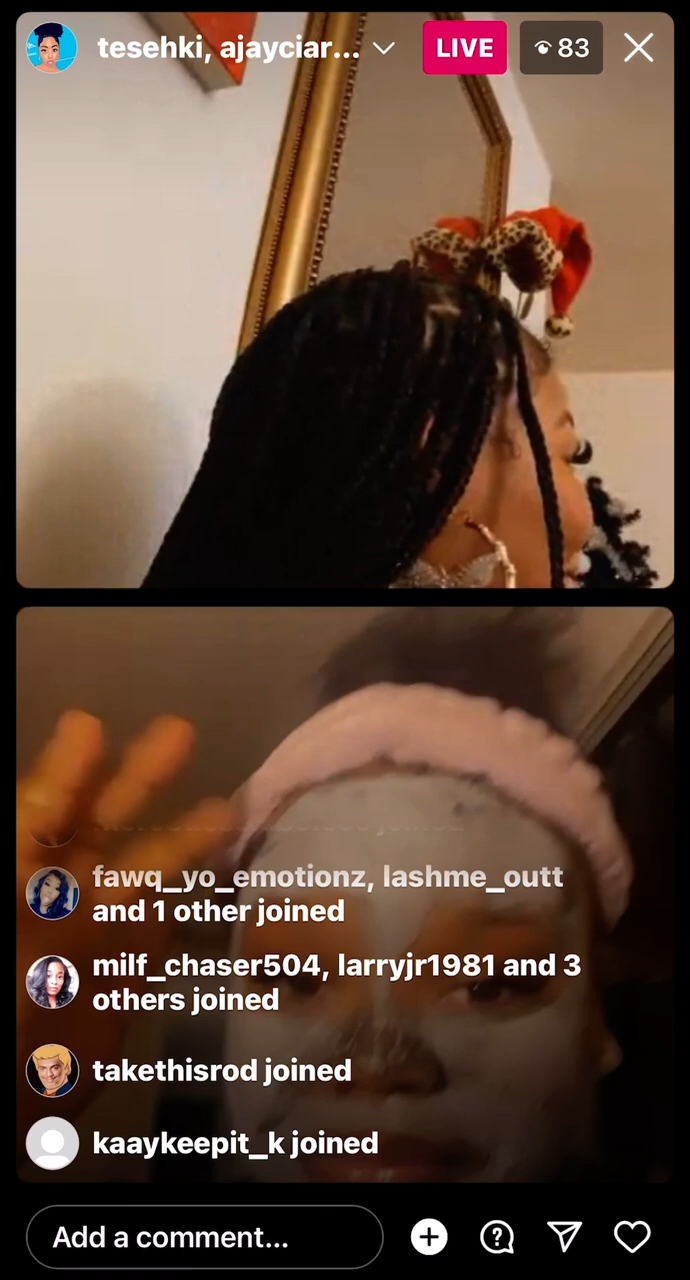 tesehki, ajayciar...
LIVE
83
fawq_yo_emotionz, lashme_outt
and 1 other joined
milf_chaser504, larryjr1981 and 3
others joined
takethisrod joined
kaaykeepit_k joined
Add a comment...